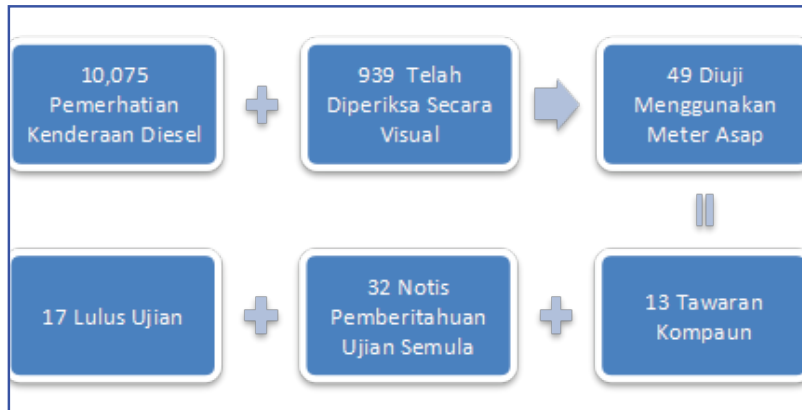 10,075
Pemerhatian
Kenderaan Diesel
939 Telah
Diperiksa Secara
Visual
49 Diuji
Menggunakan
Meter Asap
17 Lulus Ujian
32 Notis
Pemberitahuan
Ujian Semula
13 Tawaran
Kompaun